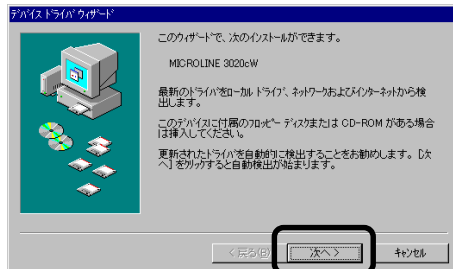 ﾃﾞﾊﾞｲｽ ﾄﾞﾗｲﾊﾞ ｳｨｻﾞｰﾄﾞ
このウィザードで、次のインストールができます。
MICROLINE 3020cW
最新のドライバをローカル ドライブ、ネットワークおよびインターネットから検
出します。
このデバイスに付属のフロッピー ディスクまたは CD-ROM がある場合
は挿入してください。
更新されたドライバを自動的に検出することをお勧めします。［次
へ］をクリックすると自動検出が始まります。
< 戻る(B)
次へ >
キャンセル